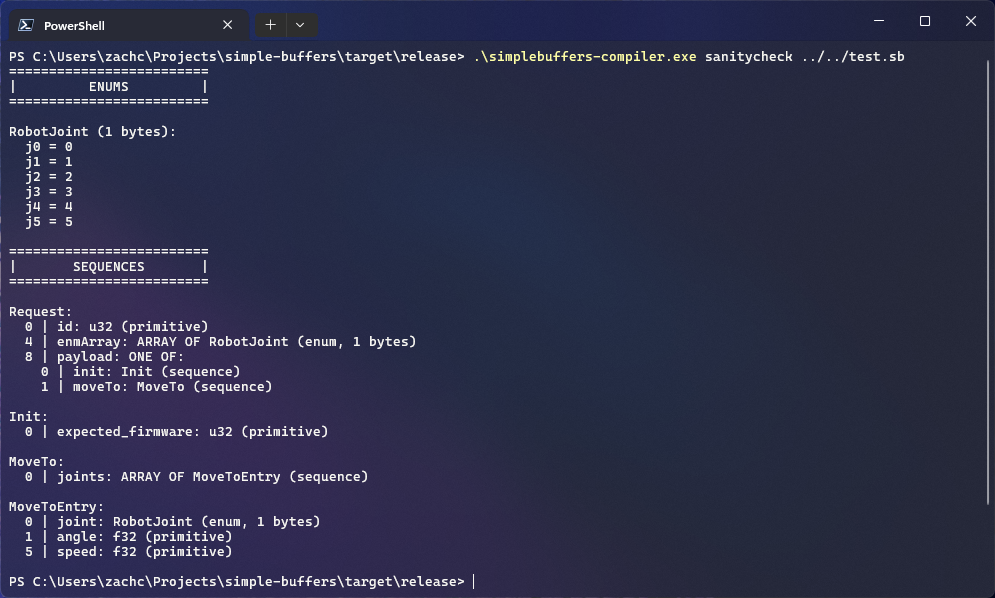 PowerShell
PS C:\Users\zachc\Projects\simple-buffers\target\release> .\simplebuffers-compiler.exe sanitycheck ../../test.sb
=========================
|         ENUMS         |
=========================
RobotJoint (1 bytes):
  j0 = 0
  j1 = 1
  j2 = 2
  j3 = 3
  j4 = 4
  j5 = 5
=========================
|       SEQUENCES       |
=========================
Request:
  0 | id: u32 (primitive)
  4 | enmArray: ARRAY OF RobotJoint (enum, 1 bytes)
  8 | payload: ONE OF:
    0 | init: Init (sequence)
    1 | moveTo: MoveTo (sequence)
Init:
  0 | expected_firmware: u32 (primitive)
MoveTo:
  0 | joints: ARRAY OF MoveToEntry (sequence)
MoveToEntry:
  0 | joint: RobotJoint (enum, 1 bytes)
  1 | angle: f32 (primitive)
  5 | speed: f32 (primitive)
PS C:\Users\zachc\Projects\simple-buffers\target\release>